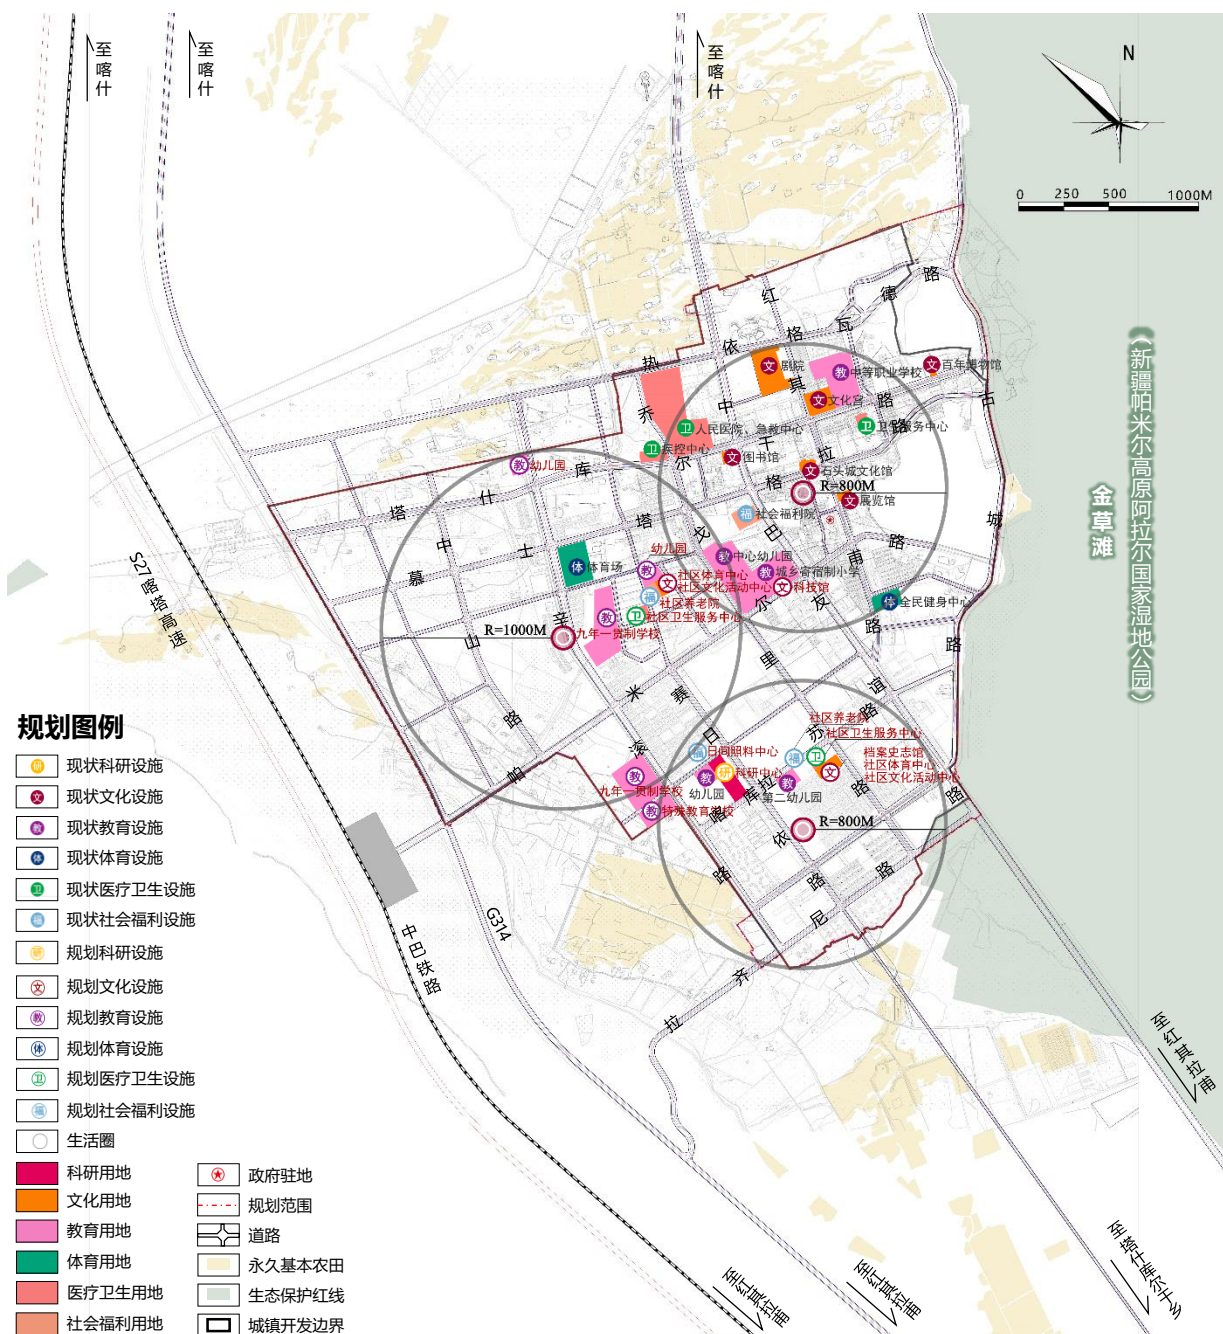 至喀什
至喀什
至喀什
N
0 250 500 1000M
《新疆帕米尔高原阿拉尔国家湿地公园》
金草滩
红其拉甫路
热依格瓦德路
剧院
中等职业学校
百年博物馆
文化宫
人民医院、急救中心
卫生服务中心
疾控中心
图书馆
石头城文化馆
幼儿园
R=800M
展览馆
社会福利院
中心幼儿园
城乡寄宿制小学
科技馆
幼儿园
社区体育中心
社区文化活动中心
社区养老院
社区卫生服务中心
体育场
全民健身中心
R=1000M
九年一贯制学校
社区养老院
社区卫生服务中心
档案史志馆
社区体育中心
社区文化活动中心
日间照料中心
科研中心
幼儿园
第二幼儿园
九年一贯制学校
特殊教育学校
R=800M
S27喀塔高速
G314
中巴铁路
至红其拉甫
至塔什库尔干乡
至红其拉甫
至红其拉甫
规划图例
研 现状科研设施
文 现状文化设施
教 现状教育设施
体 现状体育设施
卫 现状医疗卫生设施
福 现状社会福利设施
研 规划科研设施
文 规划文化设施
教 规划教育设施
体 规划体育设施
卫 规划医疗卫生设施
福 规划社会福利设施
生活圈
科研用地
文化用地
教育用地
体育用地
医疗卫生用地
社会福利用地
政府驻地
规划范围
道路
永久基本农田
生态保护红线
城镇开发边界